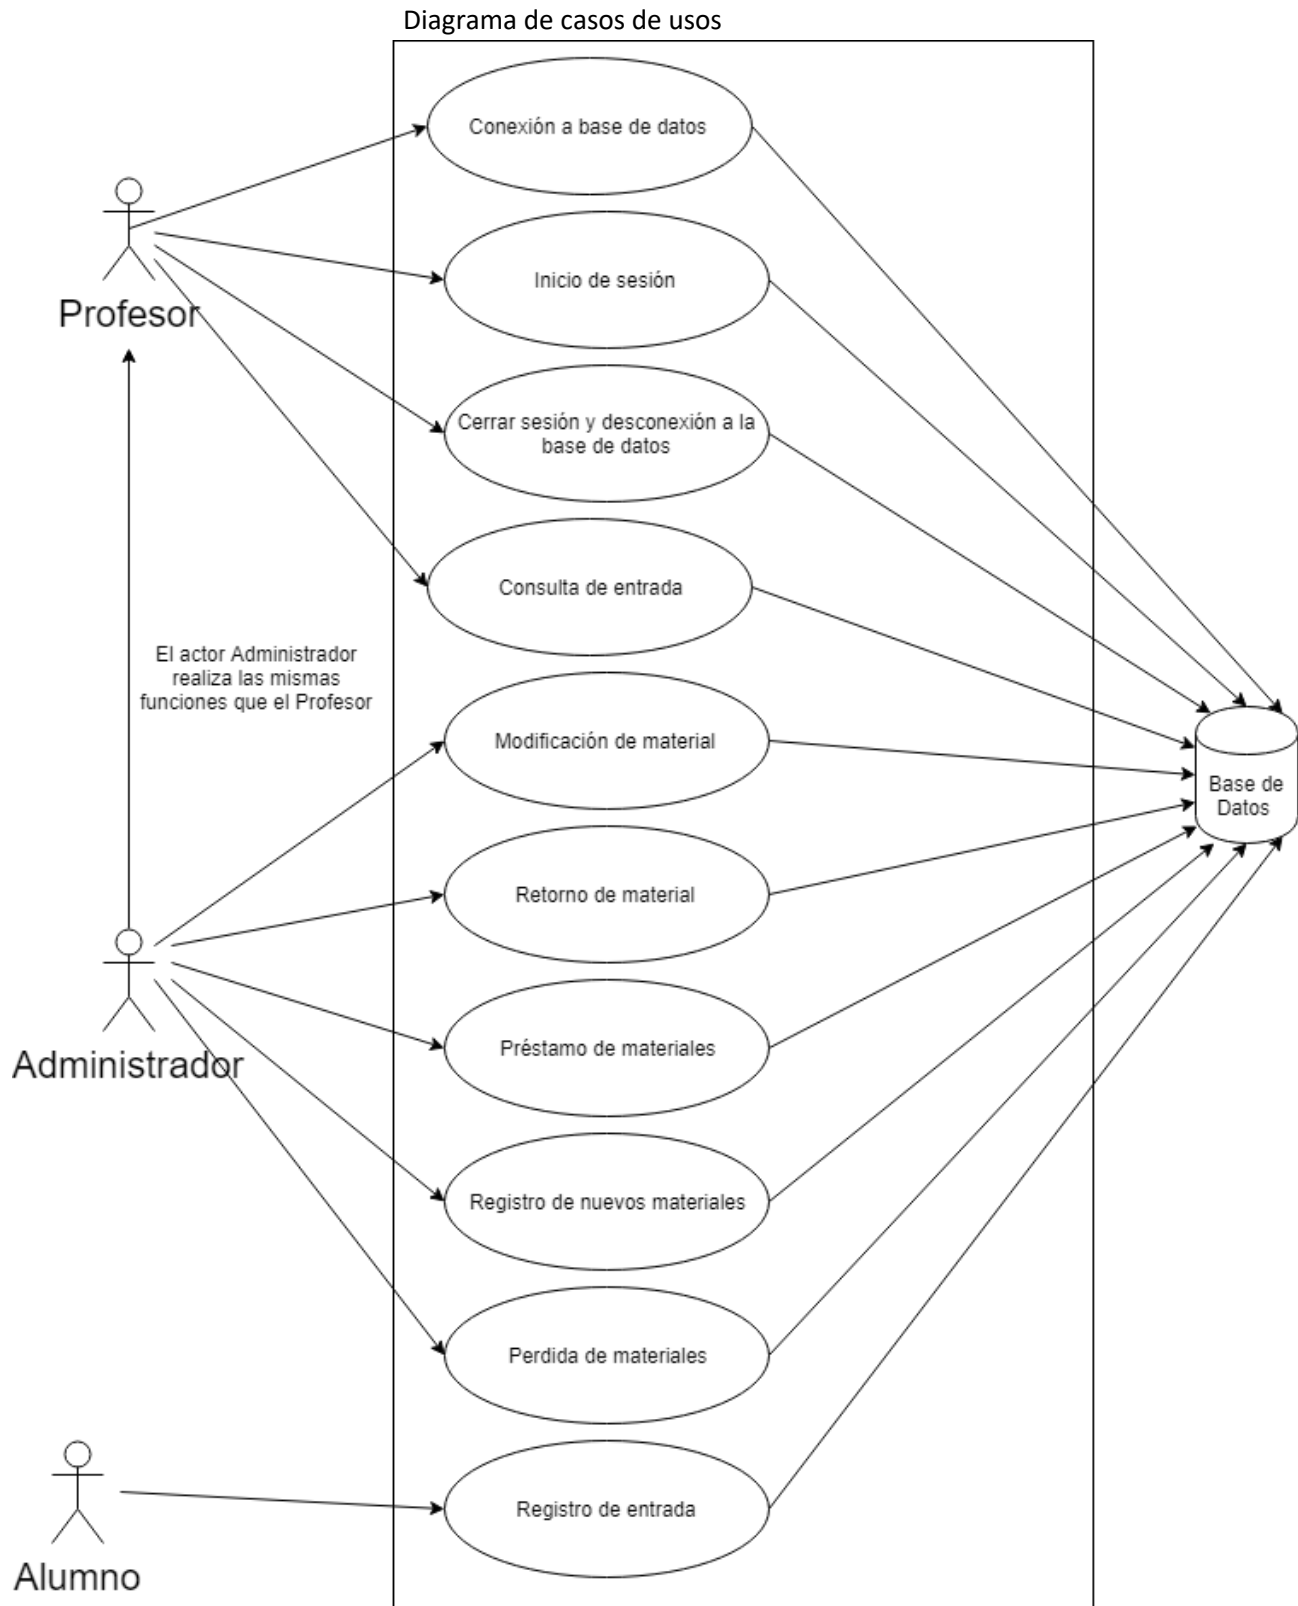 Diagrama de casos de usos
Conexión a base de datos
Profesor
Inicio de sesión
Cerrar sesión y desconexión a la
base de datos
Consulta de entrada
El actor Administrador
realiza las mismas
funciones que el Profesor
Modificación de material
Base de
Datos
Retorno de material
Administrador
Préstamo de materiales
Registro de nuevos materiales
Perdida de materiales
Alumno
Registro de entrada